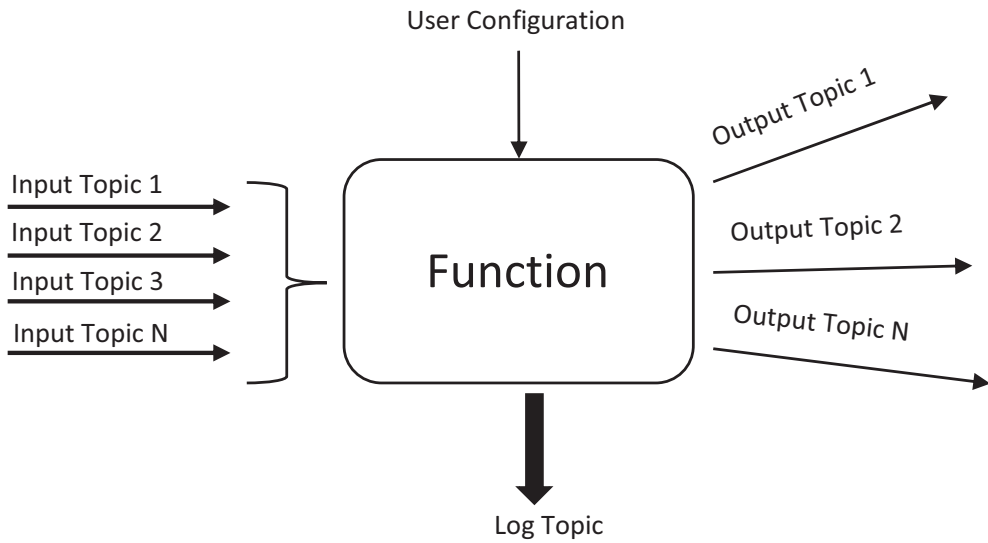 User Configuration
Input Topic 1
Input Topic 2
Input Topic 3
Input Topic N
Function
Output Topic 1
Output Topic 2
Output Topic N
Log Topic